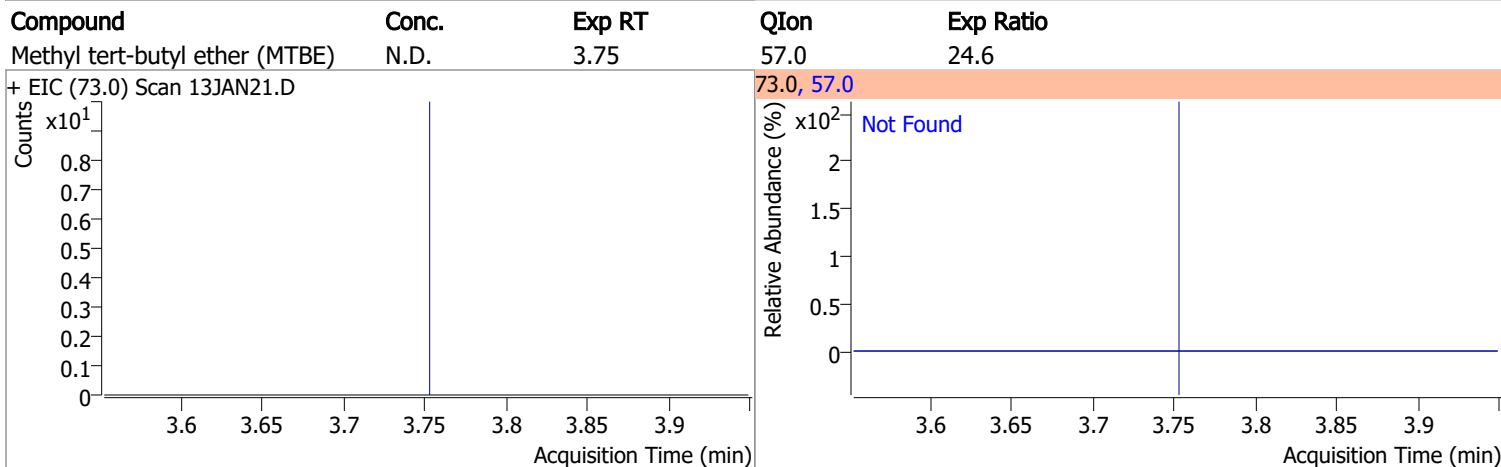 Compound Conc. Exp RT QIon Exp Ratio
Methyl tert-butyl ether (MTBE) N.D. 3.75 57.0 24.6
+ EIC (73.0) Scan 13JAN21.D
Counts
x10¹
0.8
0.7
0.6
0.5
0.4
0.3
0.2
0.1
0
3.6 3.65 3.7 3.75 3.8 3.85 3.9
Acquisition Time (min)
73.0, 57.0
Relative Abundance (%)
x10²
Not Found
2
1.5
1
0.5
0
3.6 3.65 3.7 3.75 3.8 3.85 3.9
Acquisition Time (min)